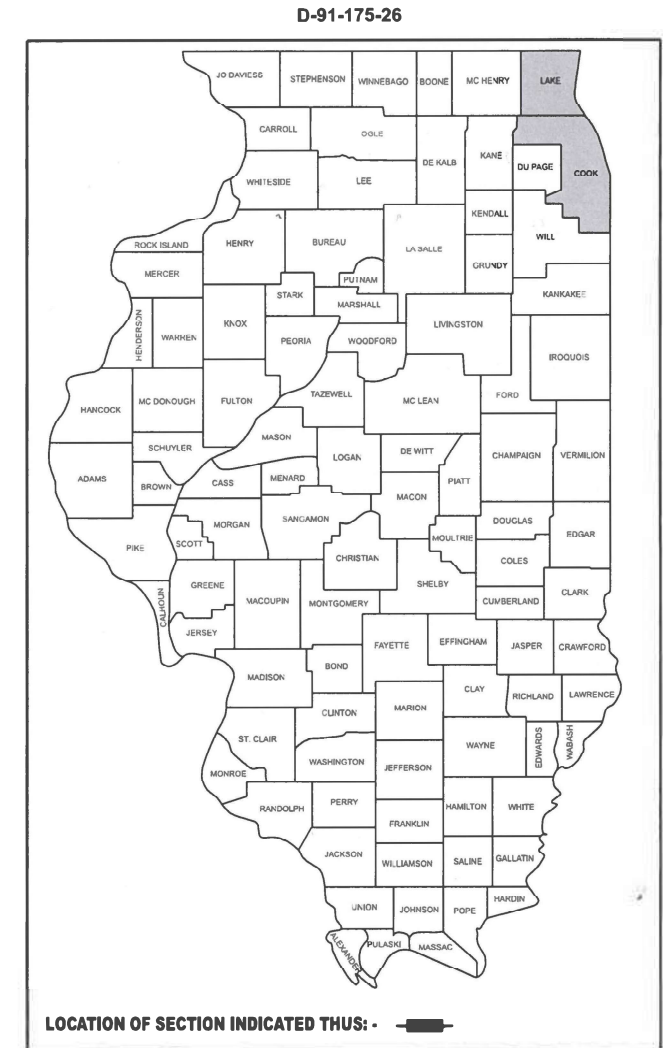 D-91-175-26
JO DAVIESS STEPHENSON WINNEBAGO BOONE MC HENRY LAKE
CARROLL OGLE DE KALB KANE DU PAGE COOK
WHITESIDE LEE
KENDALL
ROCK ISLAND HENRY BUREAU LA SALLE WILL
MERCER PUTNAM GRUNDY
STARK MARSHALL KANKAKEE
HENDERSON WARREN KNOX PEORIA WOODFORD LIVINGSTON
IROQUOIS
HANCOCK MC DONOUGH FULTON TAZEWELL MC LEAN FORD
SCHUYLER MASON LOGAN DE WITT CHAMPAIGN VERMILION
ADAMS BROWN CASS MENARD PIATT
MACON
PIKE SCOTT MORGAN SANGAMON MOULTRIE DOUGLAS EDGAR
CHRISTIAN COLES
CALHOUN GREENE MACOUPIN MONTGOMERY SHELBY CUMBERLAND CLARK
JERSEY
FAYETTE EFFINGHAM JASPER CRAWFORD
MADISON BOND
CLAY RICHLAND LAWRENCE
CLINTON MARION
ST. CLAIR WAYNE EDWARDS WABASH
WASHINGTON JEFFERSON
MONROE
RANDOLPH PERRY HAMILTON WHITE
FRANKLIN
JACKSON WILLIAMSON SALINE GALLATIN
UNION JOHNSON POPE HARDIN
ALEXANDER PULASKI MASSAC
LOCATION OF SECTION INDICATED THUS: -